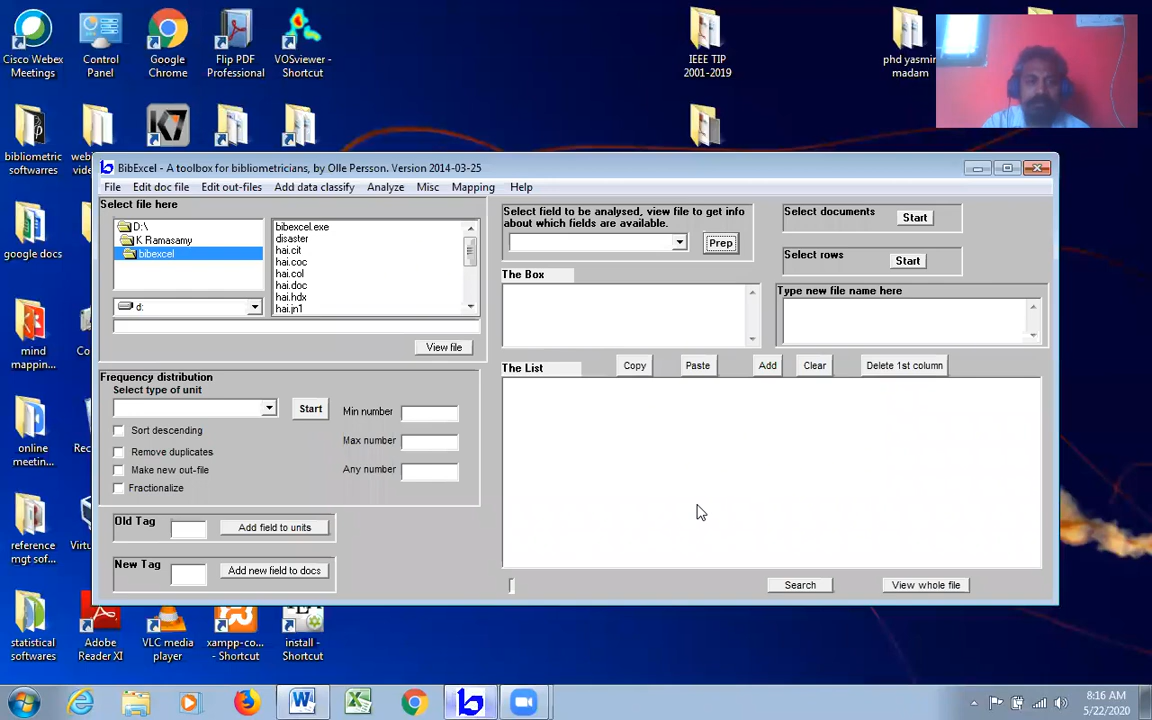 Cisco Webex
Meetings
Control
Panel
Google
Chrome
Flip PDF
Professional
VOSviewer -
Shortcut
IEEE TIP
2001-2019
phd yasmin
madam
bibliometric
softwarres
web
vide
google docs
mind
mappin...
Co
online
meetin...
Rec
reference
mgt sof...
Virtu
statistical
softwares
Adobe
Reader XI
VLC media
player
xampp-co...
- Shortcut
install -
Shortcut
BibExcel - A toolbox for bibliometricians, by Olle Persson. Version 2014-03-25
File Edit doc file Edit out-files Add data classify Analyze Misc Mapping Help
Select file here
D:\
K Ramasamy
bibexcel
d:
bibexcel.exe
disaster
hai.cit
hai.coc
hai.col
hai.doc
hai.hdx
hai.jn1
View file
Frequency distribution
Select type of unit
Start
Sort descending
Remove duplicates
Make new out-file
Fractionalize
Min number
Max number
Any number
Old Tag
Add field to units
New Tag
Add new field to docs
Select field to be analysed, view file to get info
about which fields are available.
Prep
Select documents
Start
Select rows
Start
The Box
Type new file name here
The List
Copy
Paste
Add
Clear
Delete 1st column
Search
View whole file
8:16 AM
5/22/2020